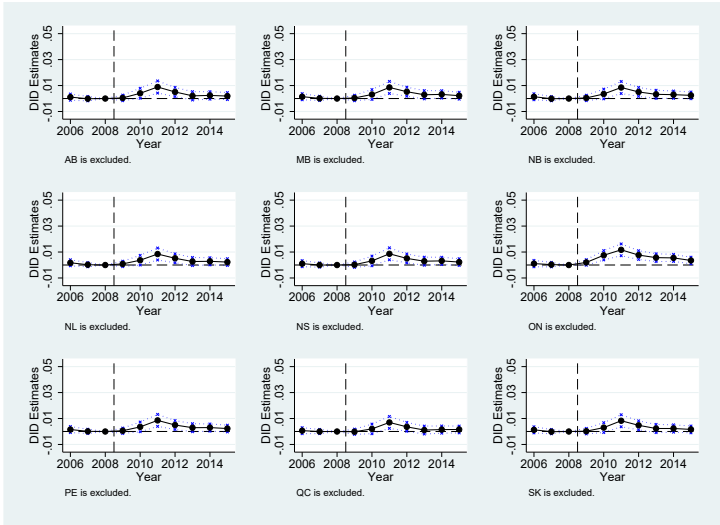 DID Estimates
-.01 .01 .03 .05
2006 2008 2010 2012 2014
Year
AB is excluded.
DID Estimates
-.01 .01 .03 .05
2006 2008 2010 2012 2014
Year
MB is excluded.
DID Estimates
-.01 .01 .03 .05
2006 2008 2010 2012 2014
Year
NB is excluded.
DID Estimates
-.01 .01 .03 .05
2006 2008 2010 2012 2014
Year
NL is excluded.
DID Estimates
-.01 .01 .03 .05
2006 2008 2010 2012 2014
Year
NS is excluded.
DID Estimates
-.01 .01 .03 .05
2006 2008 2010 2012 2014
Year
ON is excluded.
DID Estimates
-.01 .01 .03 .05
2006 2008 2010 2012 2014
Year
PE is excluded.
DID Estimates
-.01 .01 .03 .05
2006 2008 2010 2012 2014
Year
QC is excluded.
DID Estimates
-.01 .01 .03 .05
2006 2008 2010 2012 2014
Year
SK is excluded.